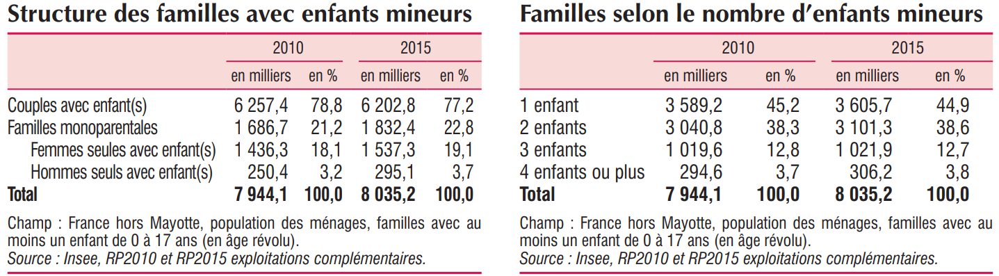 Structure des familles avec enfants mineurs
2010 2015
en milliers en % en milliers en %
Couples avec enfant(s) 6 257,4 78,8 6 202,8 77,2
Familles monoparentales 1 686,7 21,2 1 832,4 22,8
Femmes seules avec enfant(s) 1 436,3 18,1 1 537,3 19,1
Hommes seuls avec enfant(s) 250,4 3,2 295,1 3,7
Total 7 944,1 100,0 8 035,2 100,0
Champ : France hors Mayotte, population des ménages, familles avec au
moins un enfant de 0 à 17 ans (en âge révolu).
Source : Insee, RP2010 et RP2015 exploitations complémentaires.
Familles selon le nombre d’enfants mineurs
2010 2015
en milliers en % en milliers en %
1 enfant 3 589,2 45,2 3 605,7 44,9
2 enfants 3 040,8 38,3 3 101,3 38,6
3 enfants 1 019,6 12,8 1 021,9 12,7
4 enfants ou plus 294,6 3,7 306,2 3,8
Total 7 944,1 100,0 8 035,2 100,0
Champ : France hors Mayotte, population des ménages, familles avec au
moins un enfant de 0 à 17 ans (en âge révolu).
Source : Insee, RP2010 et RP2015 exploitations complémentaires.